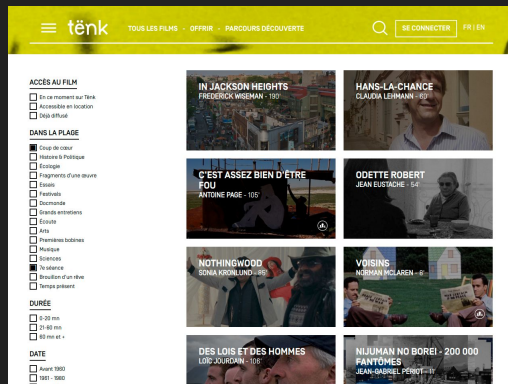 tënk
TOUS LES FILMS - OFFRIR - PARCOURS DÉCOUVERTE
SE CONNECTER
FR | EN
ACCÈS AU FILM
En ce moment sur Tënk
Accessible en location
Déjà diffusé
DANS LA PLAGE
Coup de cœur
Histoire & Politique
Écologie
Fragments d'une œuvre
Essais
Festivals
Docmonde
Grands entretiens
Écoute
Arts
Premières bobines
Musique
Sciences
7e séance
Brouillon d'un rêve
Temps présent
DURÉE
0-20 mn
21-60 mn
60 mn et +
DATE
Avant 1960
1961 - 1980
IN JACKSON HEIGHTS
FREDERICK WISEMAN - 190'
HANS-LA-CHANCE
CLAUDIA LEHMANN - 60'
C'EST ASSEZ BIEN D'ÊTRE
FOU
ANTOINE PAGE - 105'
ODETTE ROBERT
JEAN EUSTACHE - 54'
NOTHINGWOOD
SONIA KRONLUND - 85'
VOISINS
NORMAN MCLAREN - 8'
DES LOIS ET DES HOMMES
LOÏC JOURDAIN - 106'
NIJUMAN NO BOREI - 200 000
FANTÔMES
JEAN-GABRIEL PÉRIOT - 11'